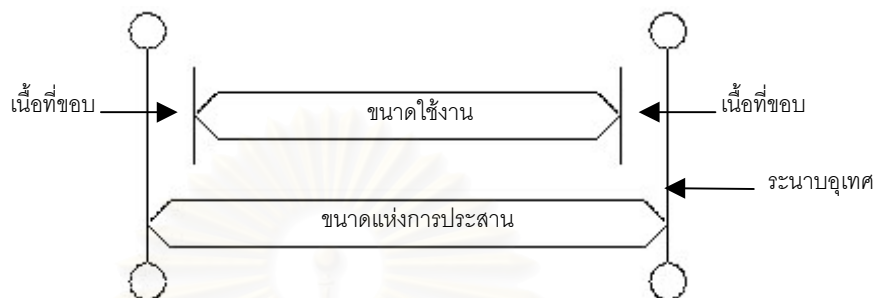 เนื้อที่ขอบ
ขนาดใช้งาน
เนื้อที่ขอบ
ระนาบอุเทศ
ขนาดแห่งการประสาน